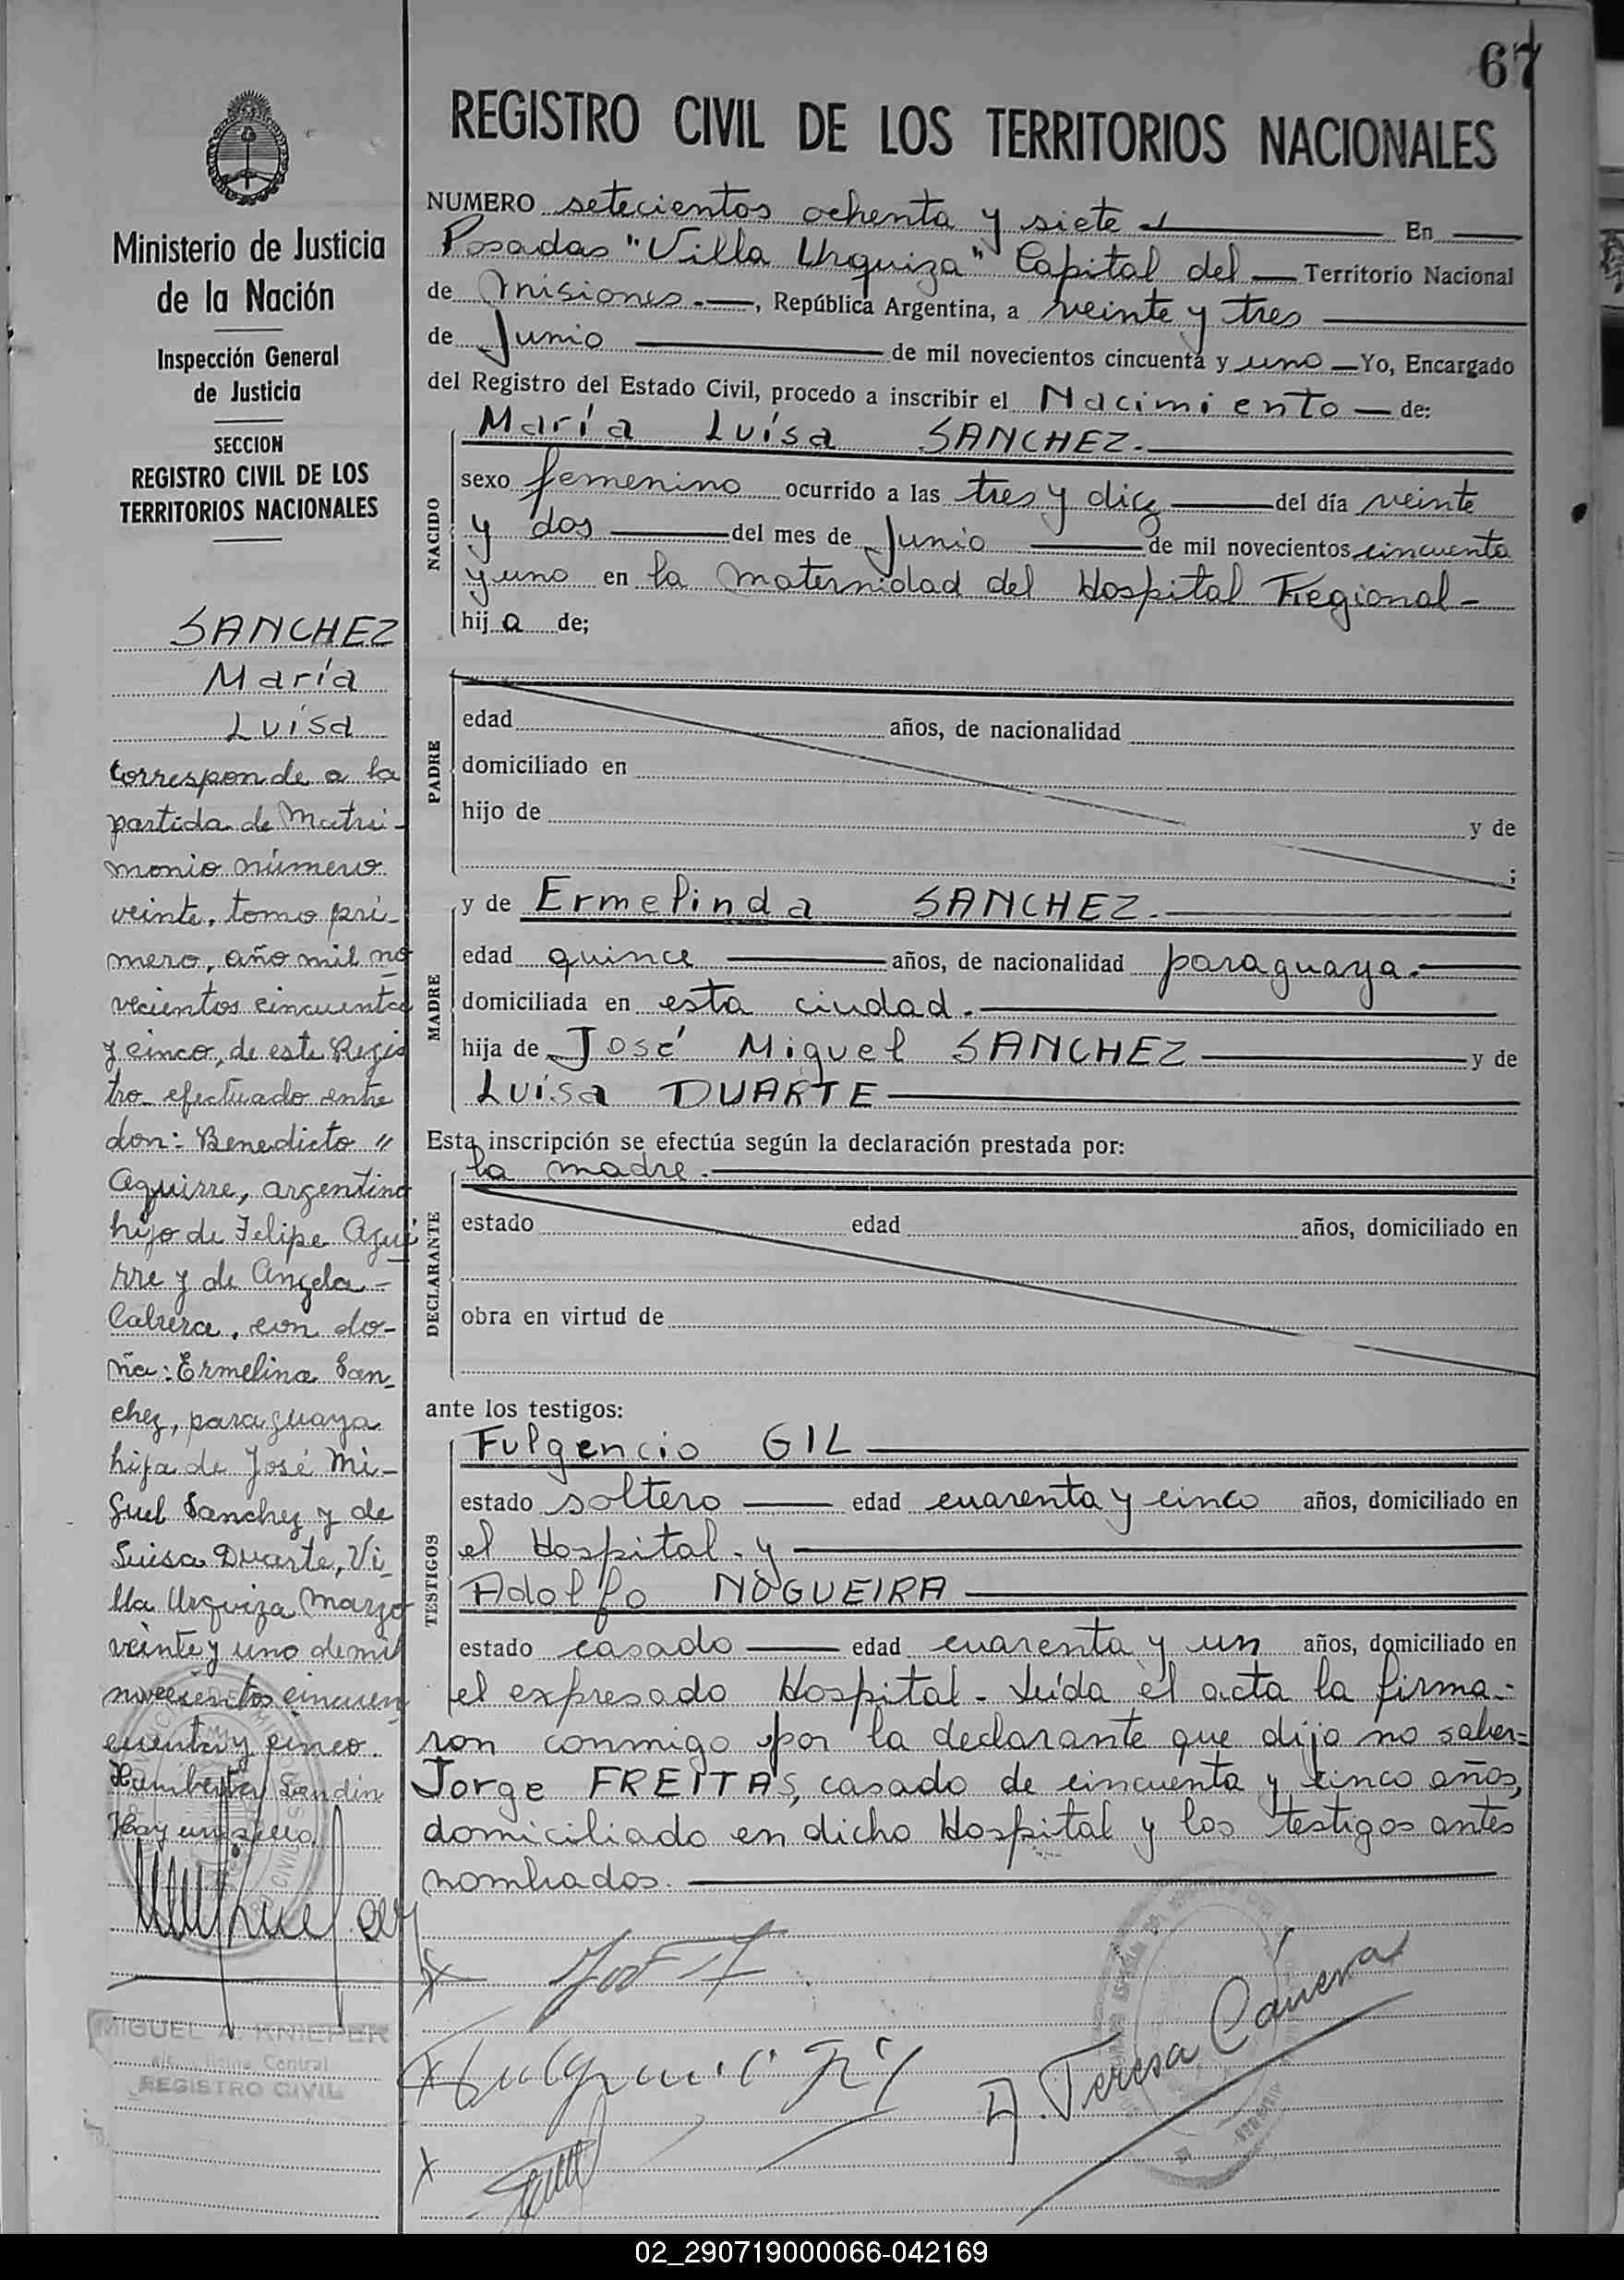 67
REGISTRO CIVIL DE LOS TERRITORIOS NACIONALES
Ministerio de Justicia
de la Nación
Inspección General
de Justicia
SECCION
REGISTRO CIVIL DE LOS
TERRITORIOS NACIONALES
SANCHEZ
María
Luisa
Corresponde a la
partida de Matri-
monio número
veinte, tomo pri-
mero, año mil no
vecientos cincuenta
y cinco, de este Regis
tro efectuado entre
don: Benedicto "
Aguirre, argentino
hijo de Felipe Agui
rre y de Angela -
Cabrera, con do-
ña: Ermelina San-
chez, paraguaya
hija de José Mi-
guel Sanchez y de
Luisa Duarte, Vi-
lla Urquiza Marzo
veinte y uno de mil
novecientos cincuen
cuenta y cinco.
Humberto Landin
Hay un sello
MIGUEL A. KNIEPER
Central
REGISTRO CIVIL
NUMERO setecientos ochenta y siete En
Posadas "Villa Urquiza" Capital del Territorio Nacional
de Misiones.-, República Argentina, a veinte y tres
de Junio de mil novecientos cincuenta y uno Yo, Encargado
del Registro del Estado Civil, procedo a inscribir el Nacimiento de:
NACIDO
María Luísa SANCHEZ.
sexo femenino ocurrido a las tres y diez del día veinte
y dos del mes de Junio de mil novecientos cincuenta
y uno en la maternidad del Hospital Regional-
hij a de;
PADRE
edad años, de nacionalidad
domiciliado en
hijo de y de
;
MADRE
y de Ermelinda SANCHEZ.
edad quince años, de nacionalidad paraguaya.
domiciliada en esta ciudad.
hija de José Miguel SANCHEZ y de
Luísa DUARTE
Esta inscripción se efectúa según la declaración prestada por:
la madre.
DECLARANTE
estado edad años, domiciliado en
obra en virtud de
ante los testigos:
TESTIGOS
Fulgencio GIL
estado soltero edad cuarenta y cinco años, domiciliado en
el Hospital - y
Adolfo NOGUEIRA
estado casado edad cuarenta y un años, domiciliado en
el expresado Hospital - Leída el acta la firma-
ron conmigo por la declarante que dijo no saber=
Jorge FREITAS, casado de cincuenta y cinco años,
domiciliado en dicho Hospital y los testigos antes
nombrados.
A. Teresa Cánera
02_290719000066-042169